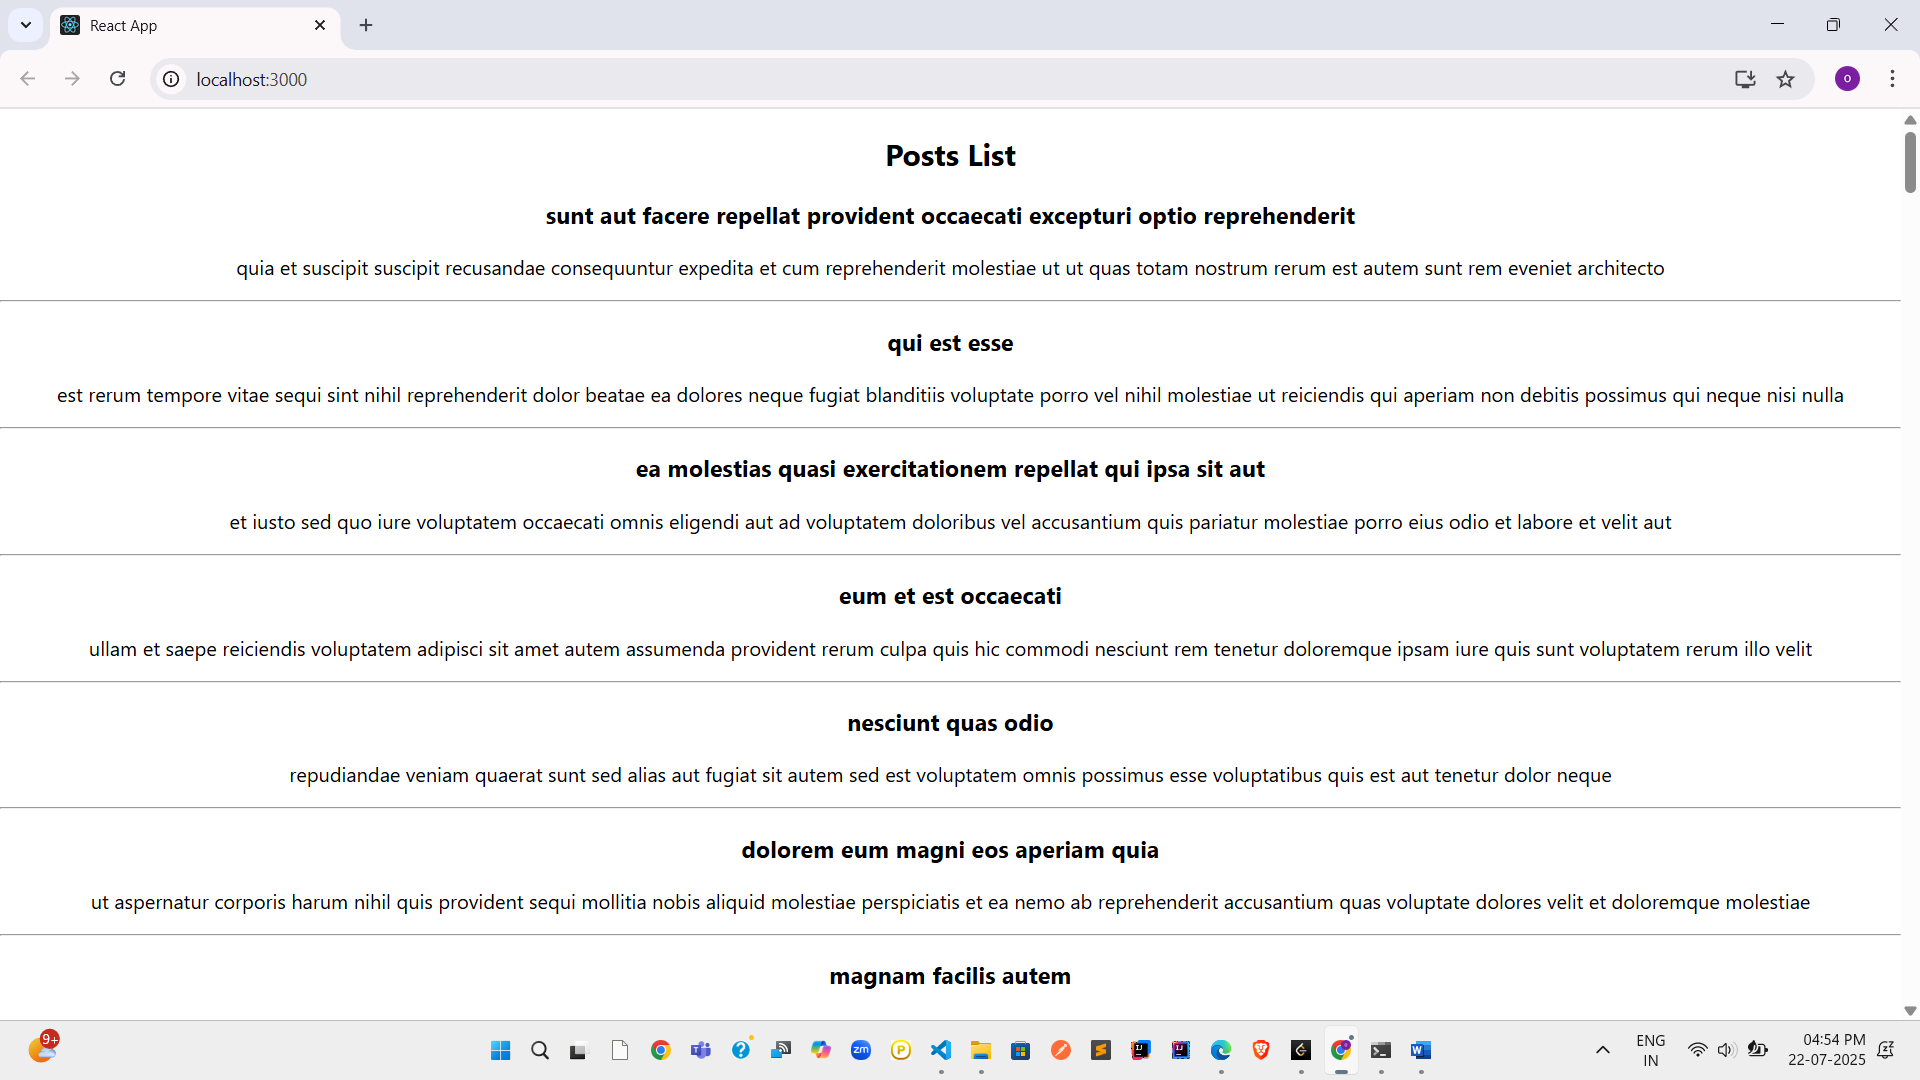 React App
localhost:3000
O
Posts List
sunt aut facere repellat provident occaecati excepturi optio reprehenderit
quia et suscipit suscipit recusandae consequuntur expedita et cum reprehenderit molestiae ut ut quas totam nostrum rerum est autem sunt rem eveniet architecto
qui est esse
est rerum tempore vitae sequi sint nihil reprehenderit dolor beatae ea dolores neque fugiat blanditiis voluptate porro vel nihil molestiae ut reiciendis qui aperiam non debitis possimus qui neque nisi nulla
ea molestias quasi exercitationem repellat qui ipsa sit aut
et iusto sed quo iure voluptatem occaecati omnis eligendi aut ad voluptatem doloribus vel accusantium quis pariatur molestiae porro eius odio et labore et velit aut
eum et est occaecati
ullam et saepe reiciendis voluptatem adipisci sit amet autem assumenda provident rerum culpa quis hic commodi nesciunt rem tenetur doloremque ipsam iure quis sunt voluptatem rerum illo velit
nesciunt quas odio
repudiandae veniam quaerat sunt sed alias aut fugiat sit autem sed est voluptatem omnis possimus esse voluptatibus quis est aut tenetur dolor neque
dolorem eum magni eos aperiam quia
ut aspernatur corporis harum nihil quis provident sequi mollitia nobis aliquid molestiae perspiciatis et ea nemo ab reprehenderit accusantium quas voluptate dolores velit et doloremque molestiae
magnam facilis autem
9+
zm
P
ENG
IN
04:54 PM
22-07-2025